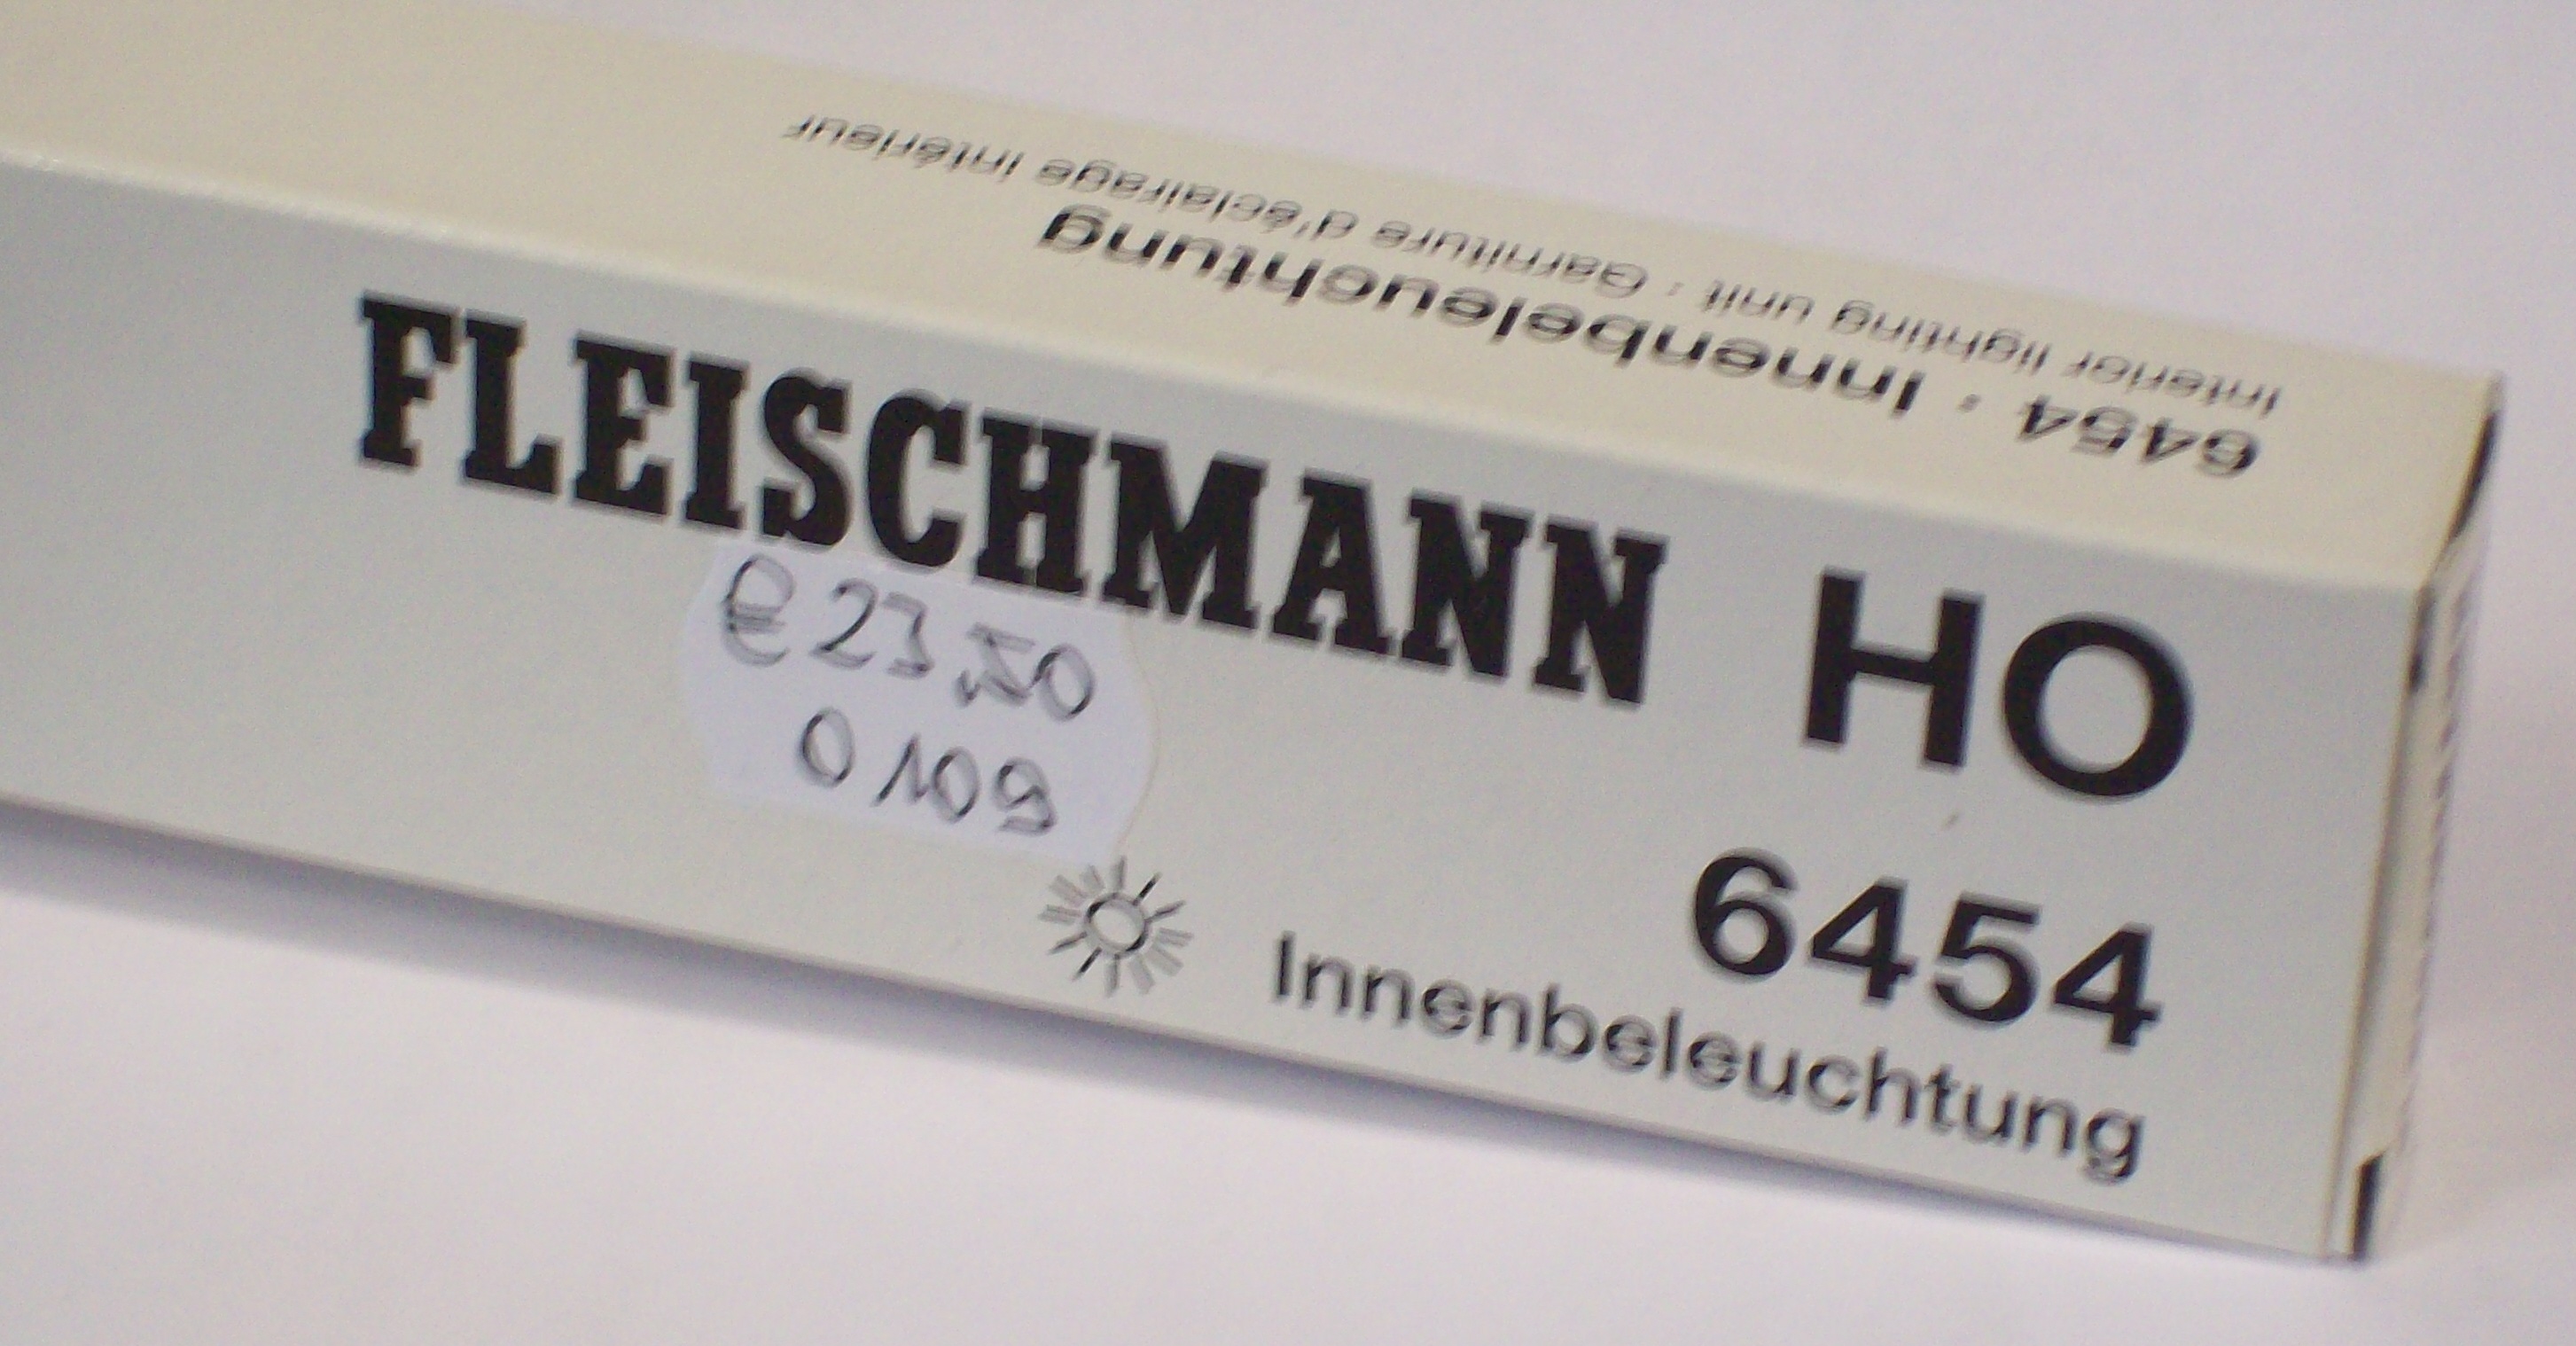 6454 · Innenbeleuchtung
Interior lighting unit · Garniture d'éclairage intérieur
FLEISCHMANN HO
€ 23,50
0109
6454
Innenbeleuchtung